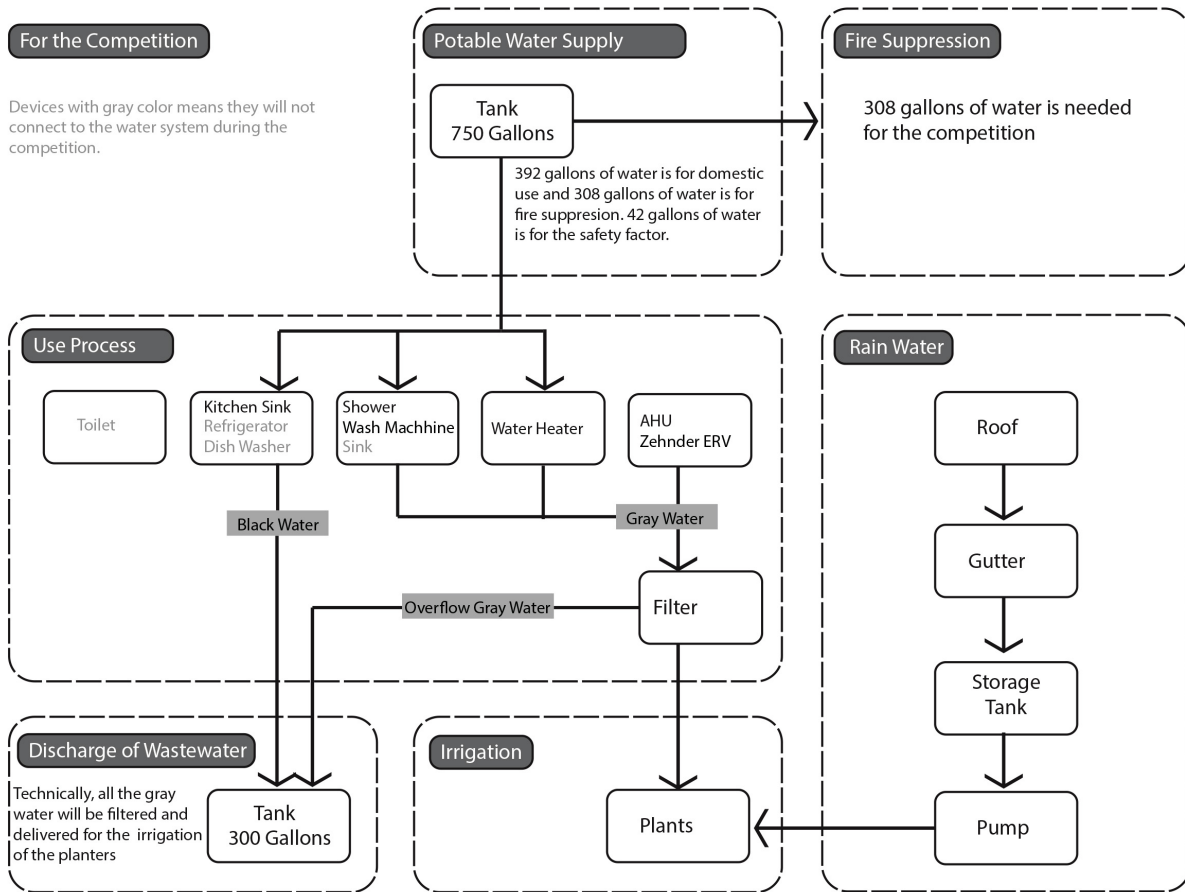 For the Competition
Devices with gray color means they will not
connect to the water system during the
competition.
Potable Water Supply
Tank
750 Gallons
392 gallons of water is for domestic
use and 308 gallons of water is for
fire suppresion. 42 gallons of water
is for the safety factor.
Fire Suppression
308 gallons of water is needed
for the competition
Use Process
Toilet
Kitchen Sink
Refrigerator
Dish Washer
Shower
Wash Machhine
Sink
Water Heater
AHU
Zehnder ERV
Black Water
Gray Water
Overflow Gray Water
Filter
Rain Water
Roof
Gutter
Storage
Tank
Pump
Discharge of Wastewater
Technically, all the gray
water will be filtered and
delivered for the irrigation
of the planters
Tank
300 Gallons
Irrigation
Plants